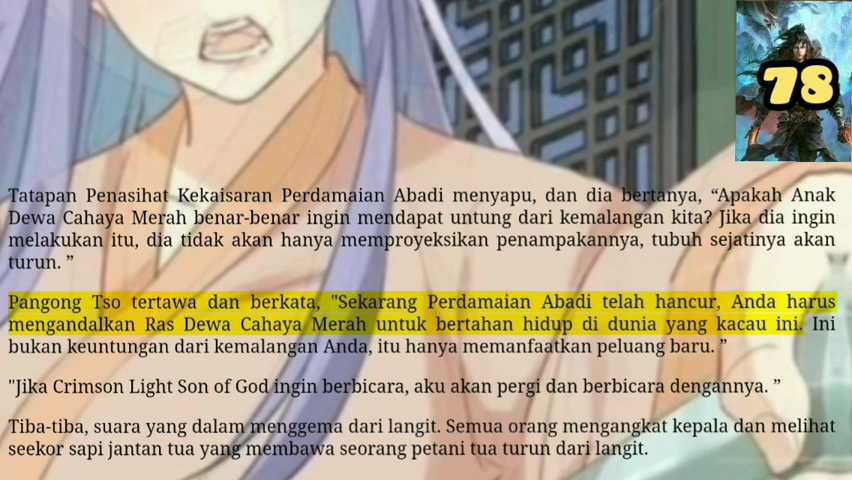 78
Tatapan Penasihat Kekaisaran Perdamaian Abadi menyapu, dan dia bertanya, “Apakah Anak
Dewa Cahaya Merah benar-benar ingin mendapat untung dari kemalangan kita? Jika dia ingin
melakukan itu, dia tidak akan hanya memproyeksikan penampakannya, tubuh sejatinya akan
turun. ”
Pangong Tso tertawa dan berkata, "Sekarang Perdamaian Abadi telah hancur, Anda harus
mengandalkan Ras Dewa Cahaya Merah untuk bertahan hidup di dunia yang kacau ini. Ini
bukan keuntungan dari kemalangan Anda, itu hanya memanfaatkan peluang baru. ”
"Jika Crimson Light Son of God ingin berbicara, aku akan pergi dan berbicara dengannya. ”
Tiba-tiba, suara yang dalam menggema dari langit. Semua orang mengangkat kepala dan melihat
seekor sapi jantan tua yang membawa seorang petani tua turun dari langit.